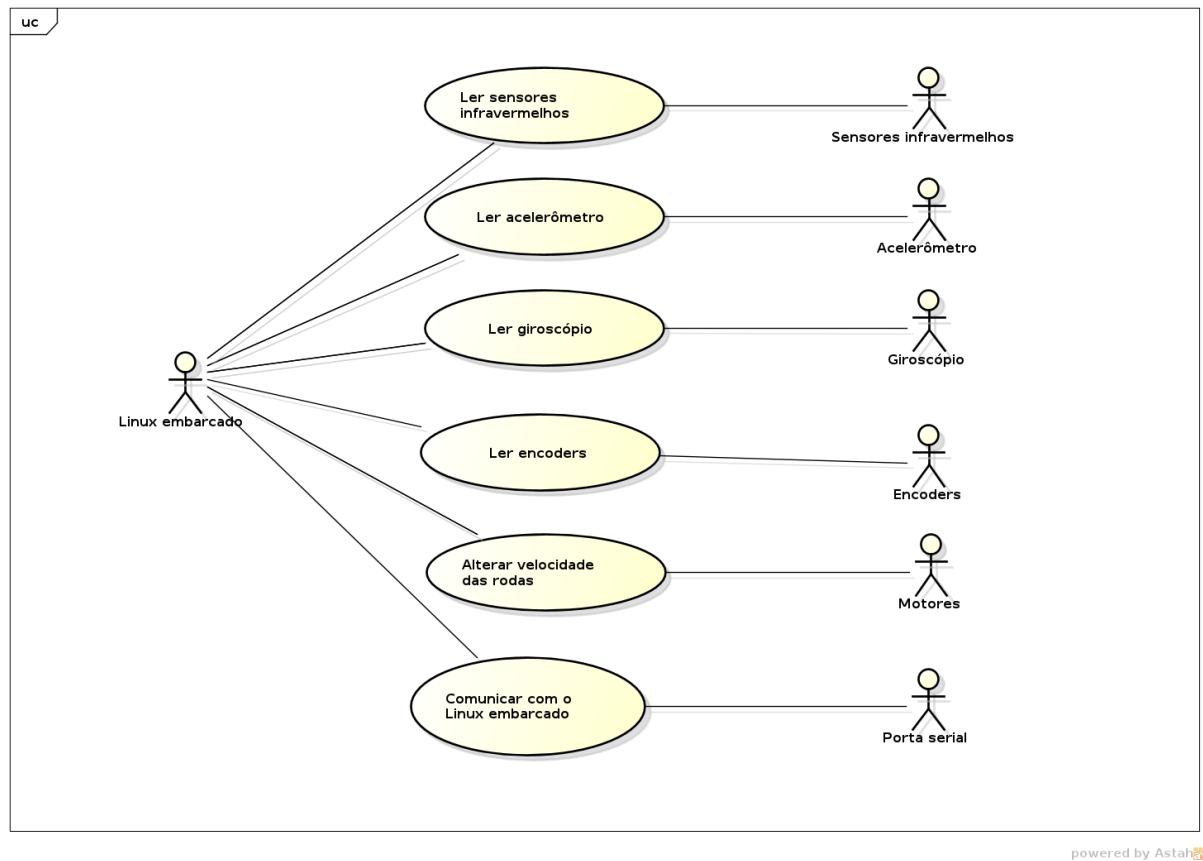 uc
Ler sensores
infravermelhos
Sensores infravermelhos
Ler acelerômetro
Acelerômetro
Ler giroscópio
Giroscópio
Linux embarcado
Ler encoders
Encoders
Alterar velocidade
das rodas
Motores
Comunicar com o
Linux embarcado
Porta serial
powered by Astah